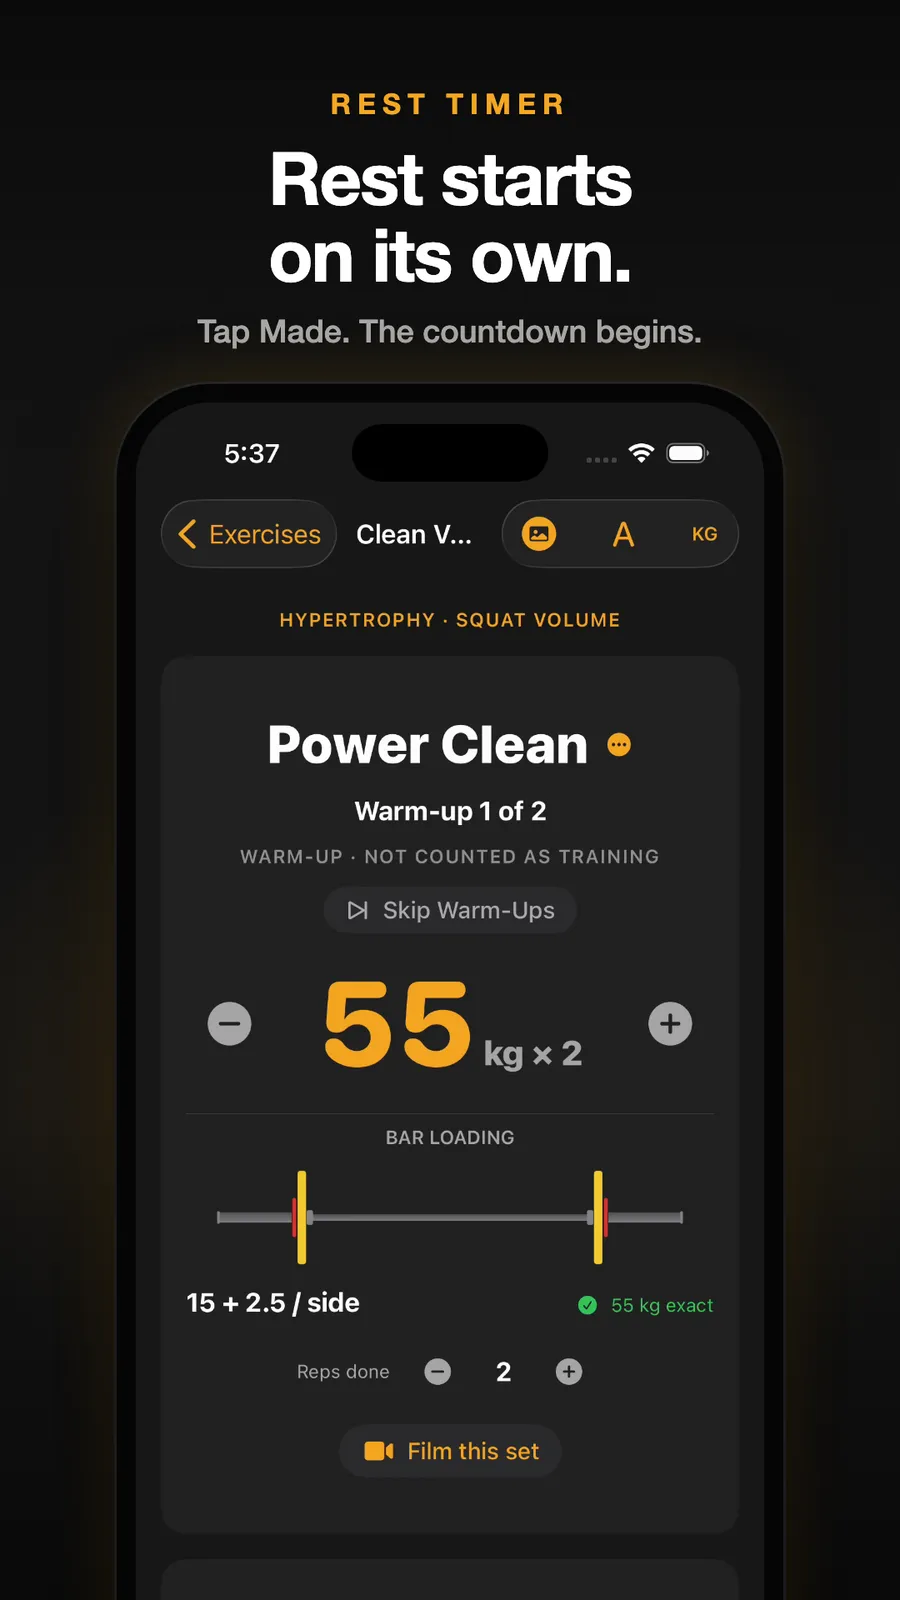 REST TIMER
Rest starts
on its own.
Tap Made. The countdown begins.
5:37
Exercises
Clean V...
A
KG
HYPERTROPHY · SQUAT VOLUME
Power Clean
Warm-up 1 of 2
WARM-UP · NOT COUNTED AS TRAINING
Skip Warm-Ups
55 kg × 2
BAR LOADING
15 + 2.5 / side
55 kg exact
Reps done
2
Film this set